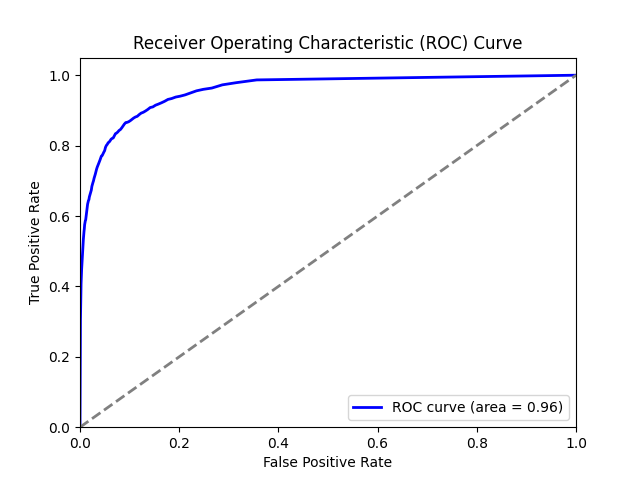 Receiver Operating Characteristic (ROC) Curve
True Positive Rate
1.0
0.8
0.6
0.4
0.2
0.0
ROC curve (area = 0.96)
0.0 0.2 0.4 0.6 0.8 1.0
False Positive Rate